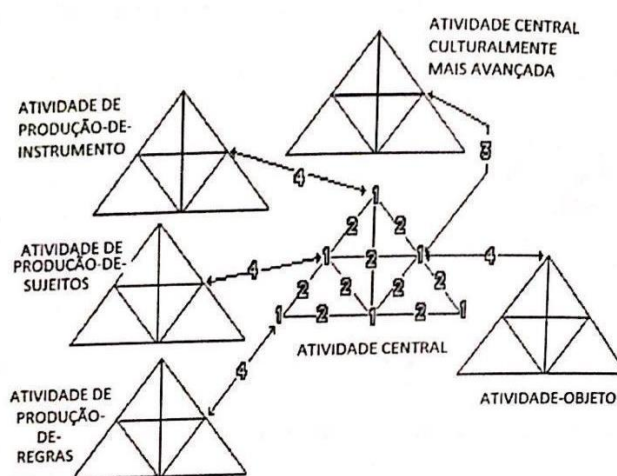 ATIVIDADE CENTRAL
CULTURALMENTE
MAIS AVANÇADA
ATIVIDADE DE
PRODUÇÃO-DE-
INSTRUMENTO
3
4
1
2 2
ATIVIDADE DE
PRODUÇÃO-DE-
SUJEITOS
4
1 2 1
4
2 2 2 2
1 2 1 2 1
ATIVIDADE CENTRAL
4
ATIVIDADE DE
PRODUÇÃO-
DE-
REGRAS
ATIVIDADE-OBJETO